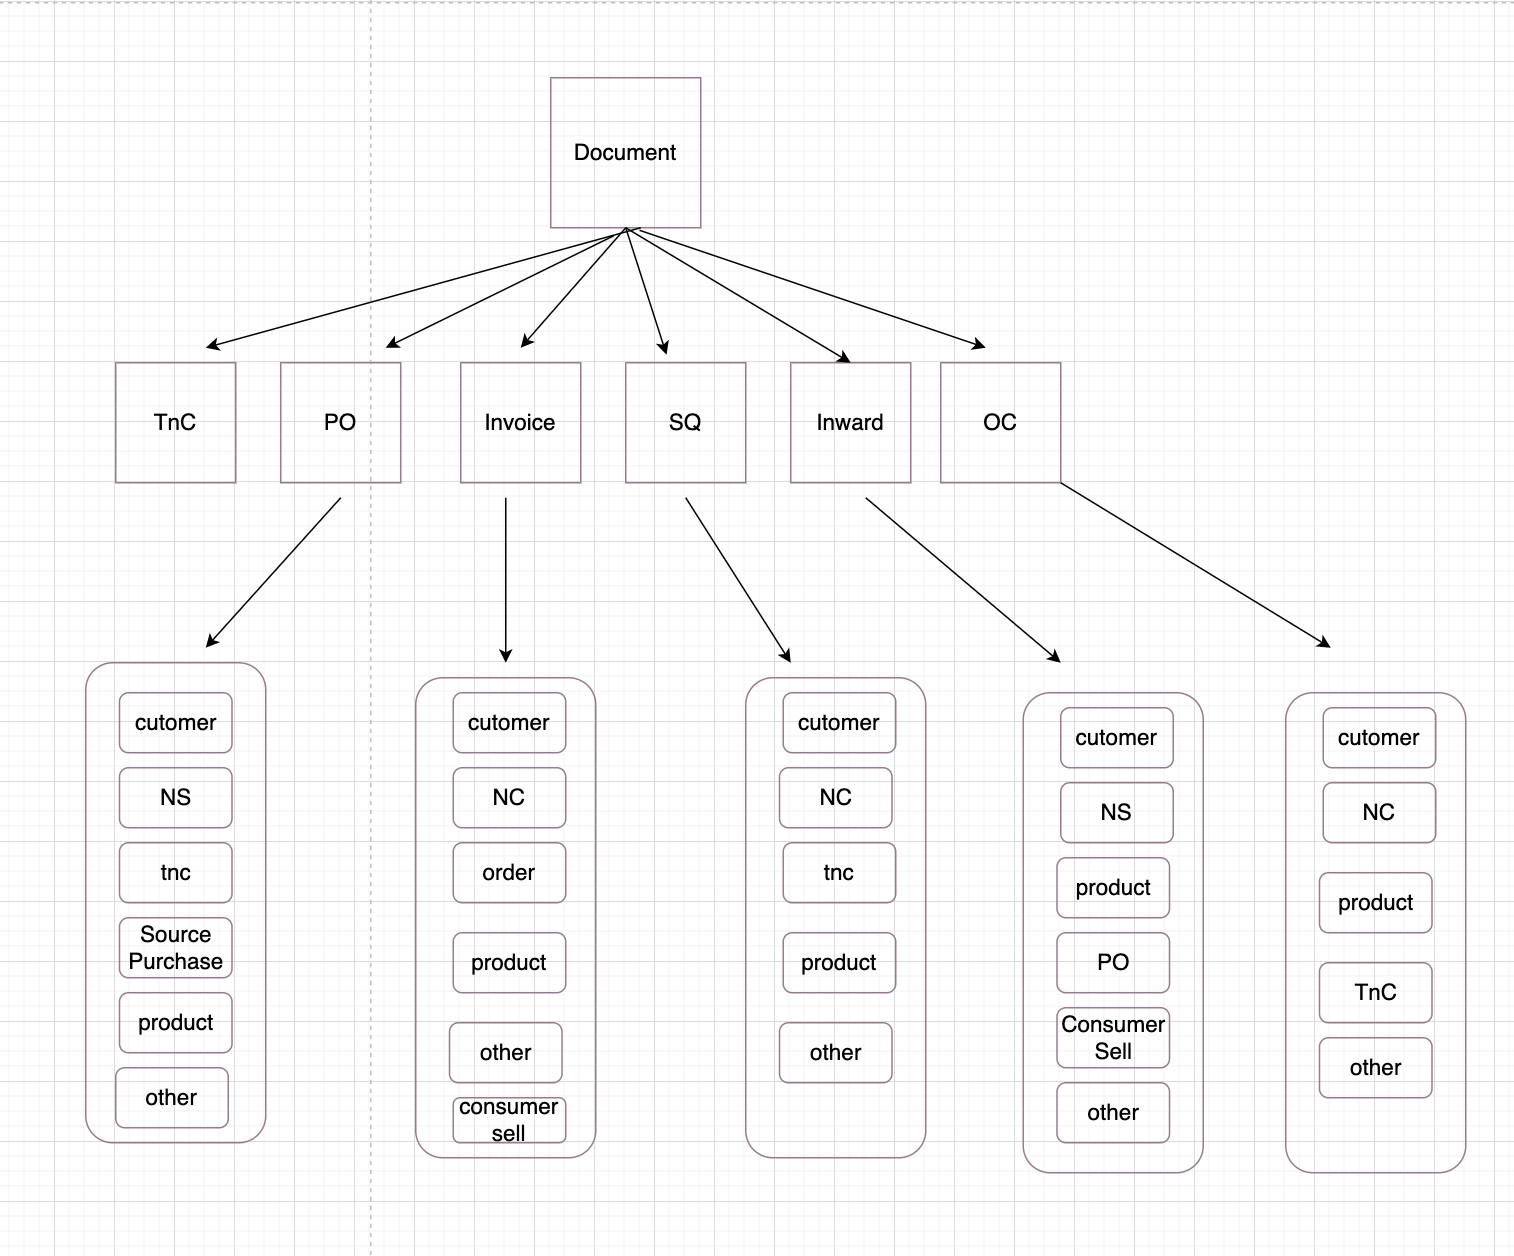 Document
TnC
PO
Invoice
SQ
Inward
OC
cutomer
NS
tnc
Source
Purchase
product
other
cutomer
NC
order
product
other
consumer
sell
cutomer
NC
tnc
product
other
cutomer
NS
product
PO
Consumer
Sell
other
cutomer
NC
product
TnC
other